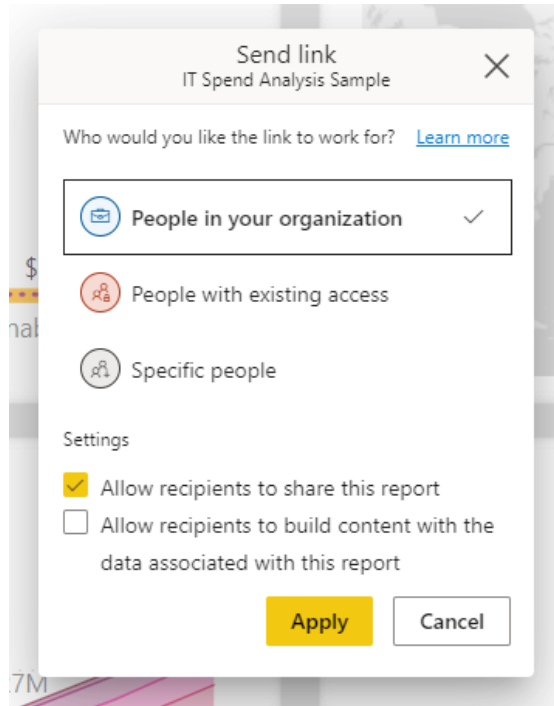 Send link
IT Spend Analysis Sample
Who would you like the link to work for? Learn more
People in your organization
$
People with existing access
Specific people
Settings
Allow recipients to share this report
Allow recipients to build content with the
data associated with this report
Apply Cancel
7M